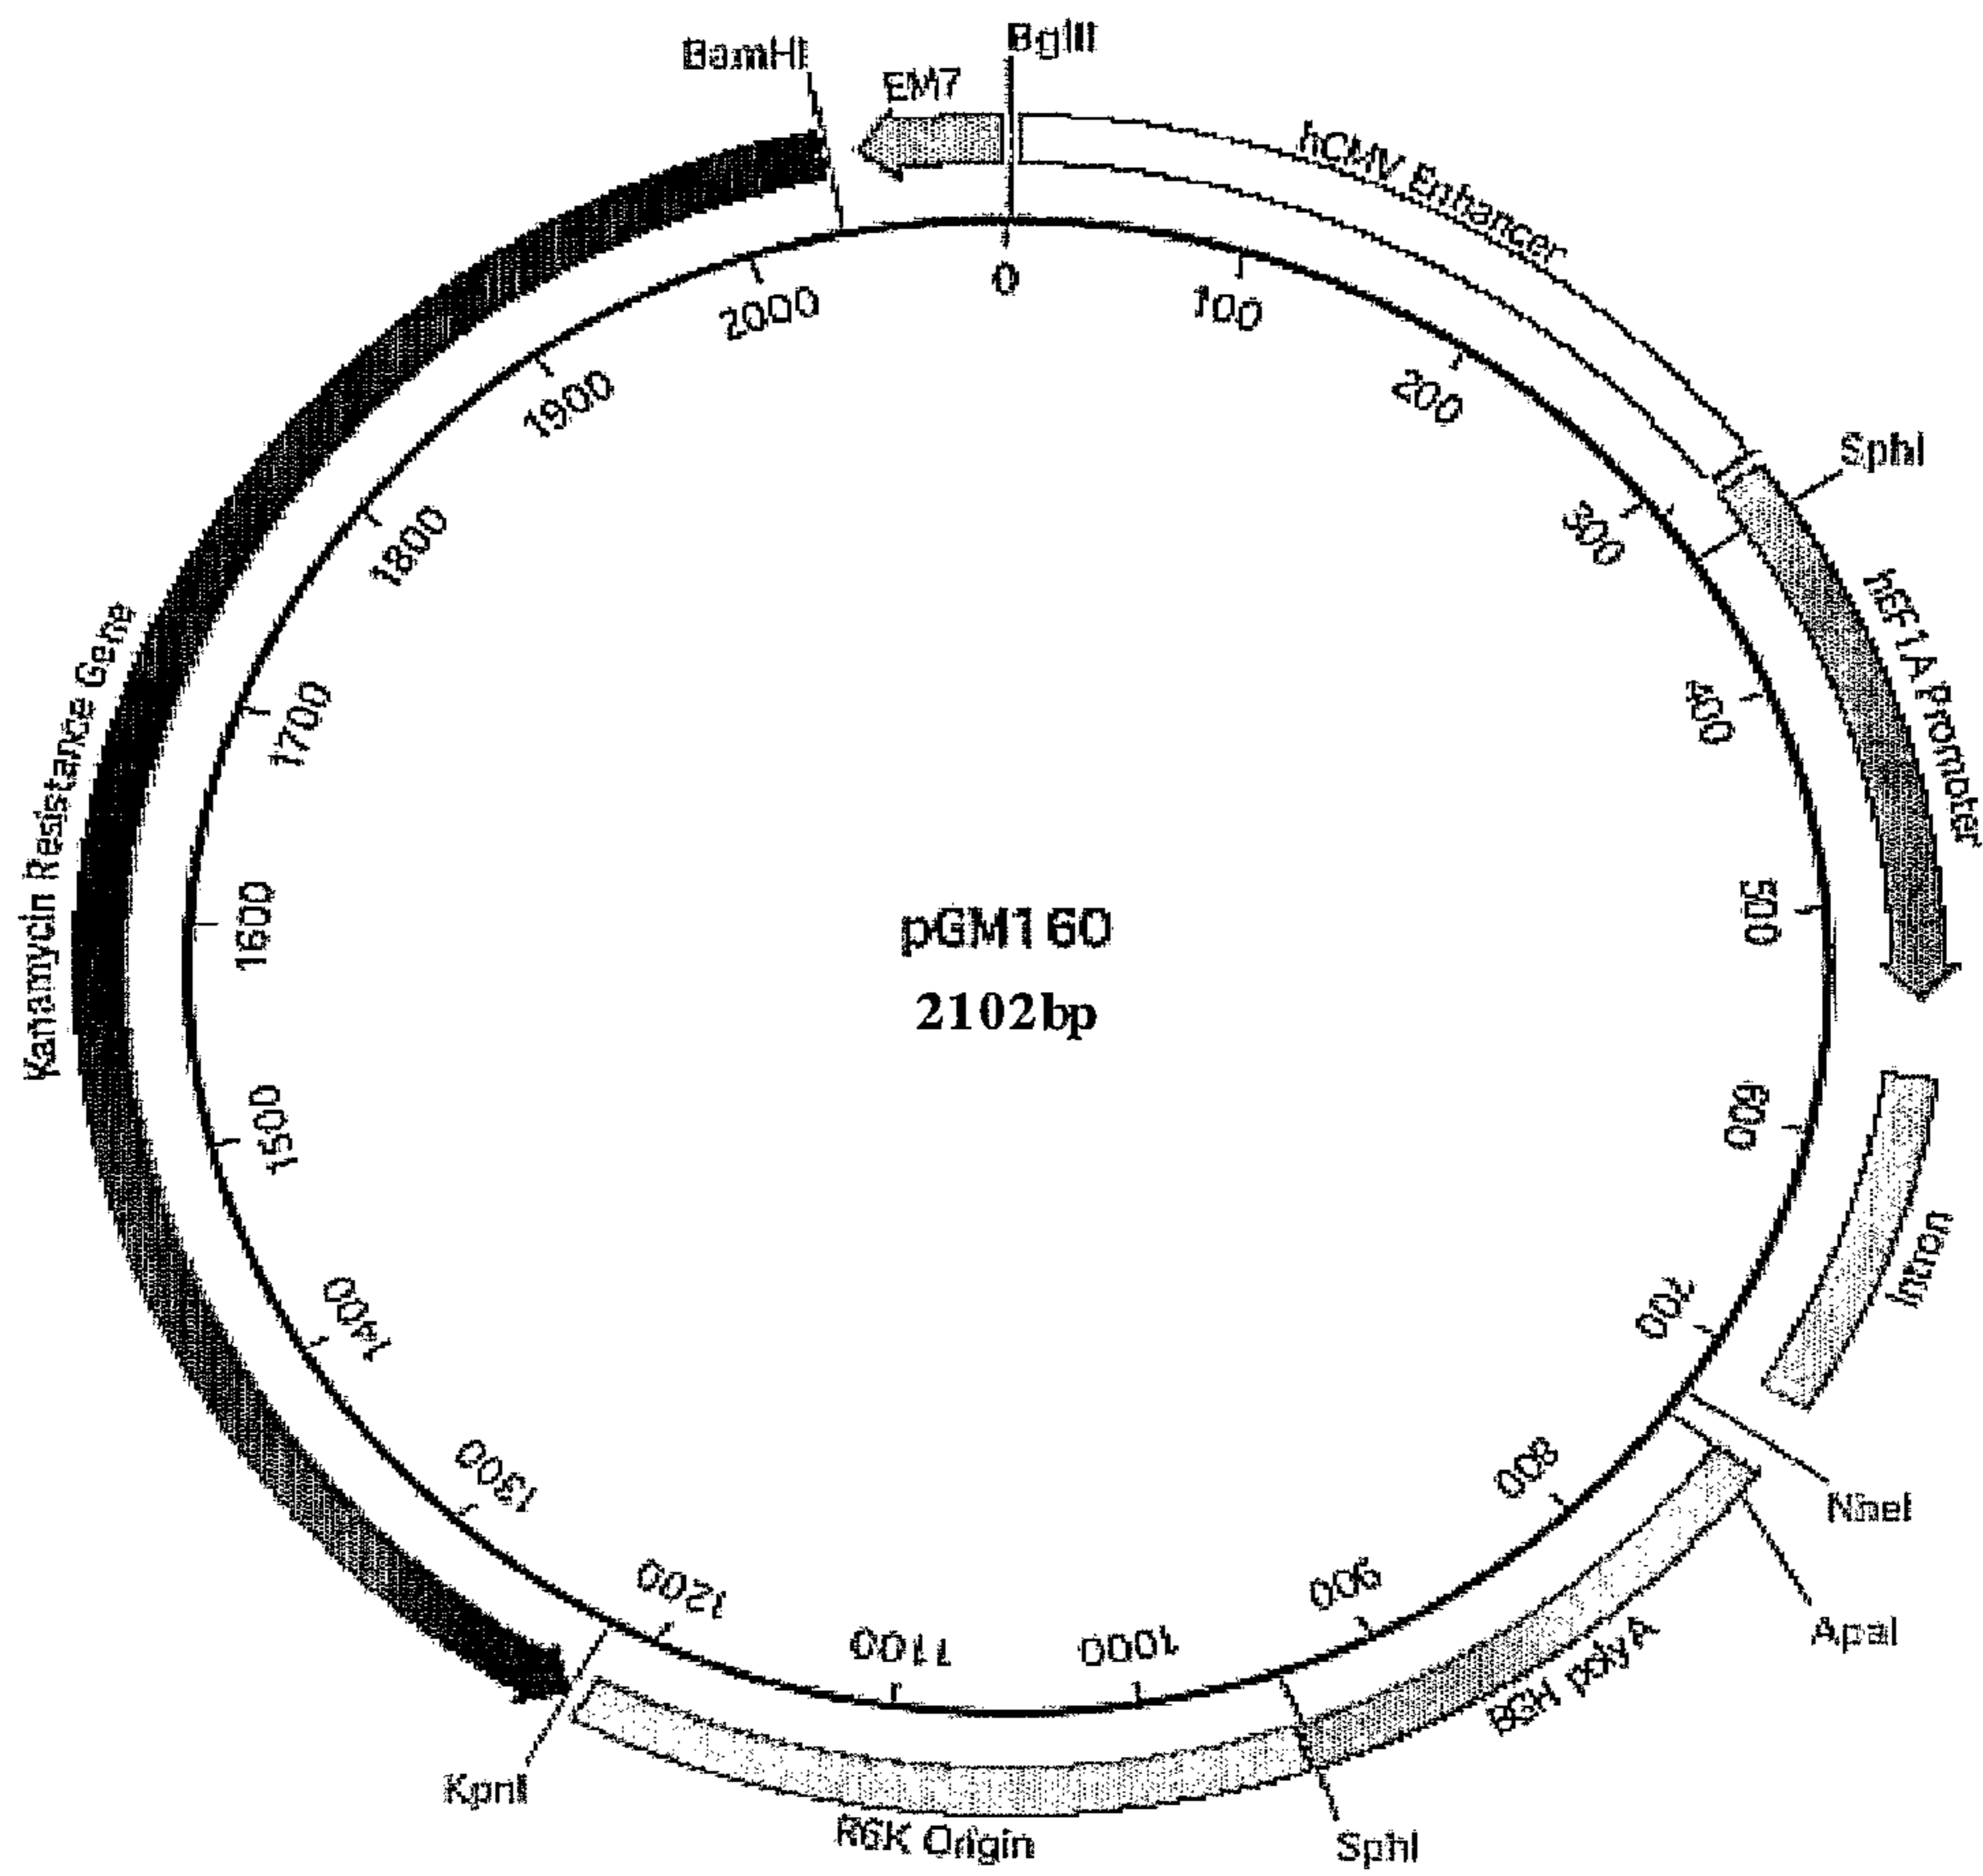 BamHI
EM7
BglII
hCMV Enhancer
SphI
hEF1A Promoter
Intron
NheI
ApaI
BGH polyA
SphI
R6K Origin
KpnI
Kanamycin Resistance Gene
0
100
200
300
400
500
600
700
800
900
1000
1100
1200
1300
1400
1500
1600
1700
1800
1900
2000
pGM160
2102bp